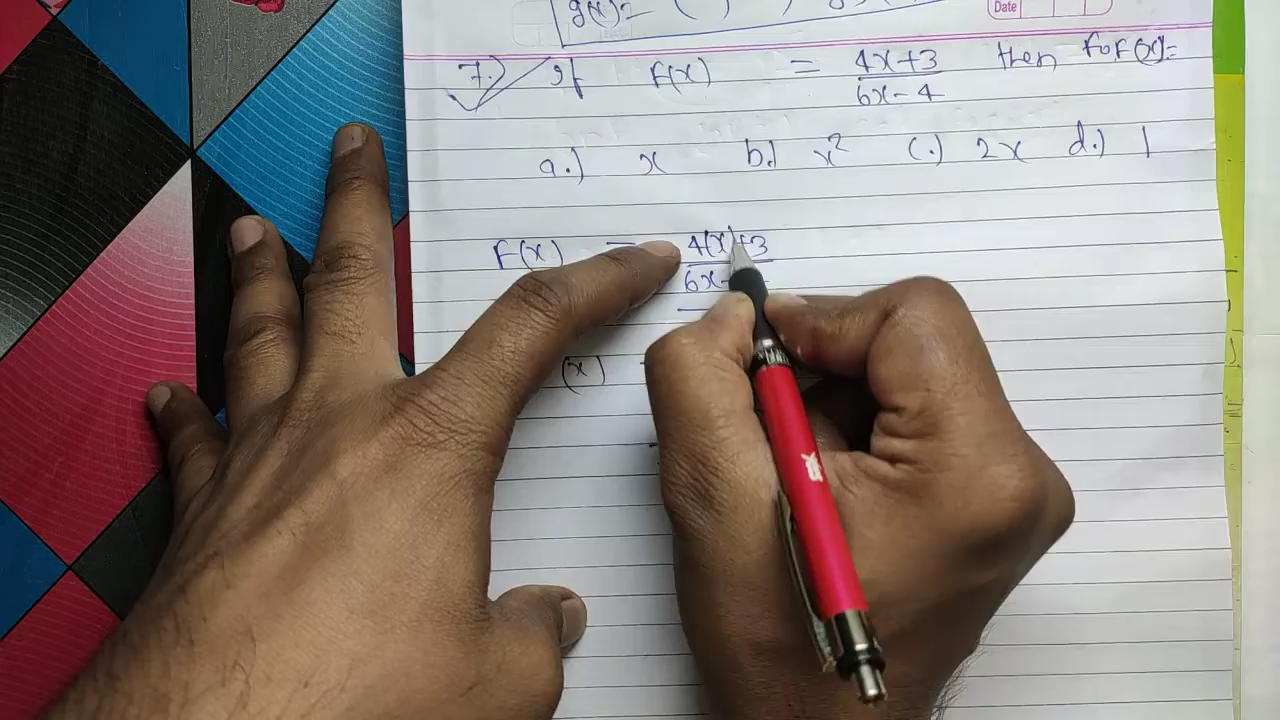 g(x)=
Date
7.) If F(x) = 4x+3 / 6x-4 then foF(x)=
a.) x b.) x² (c.) 2x d.) 1
F(x) = 4(x)+3 / 6x-
(x)